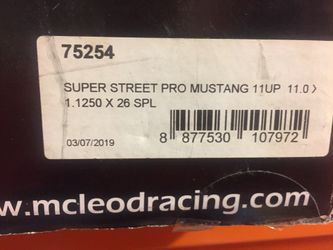 75254
SUPER STREET PRO MUSTANG 11UP 11.0 X
1.1250 X 26 SPL
03/07/2019
8 877530 107972
w.mcleodracing.com